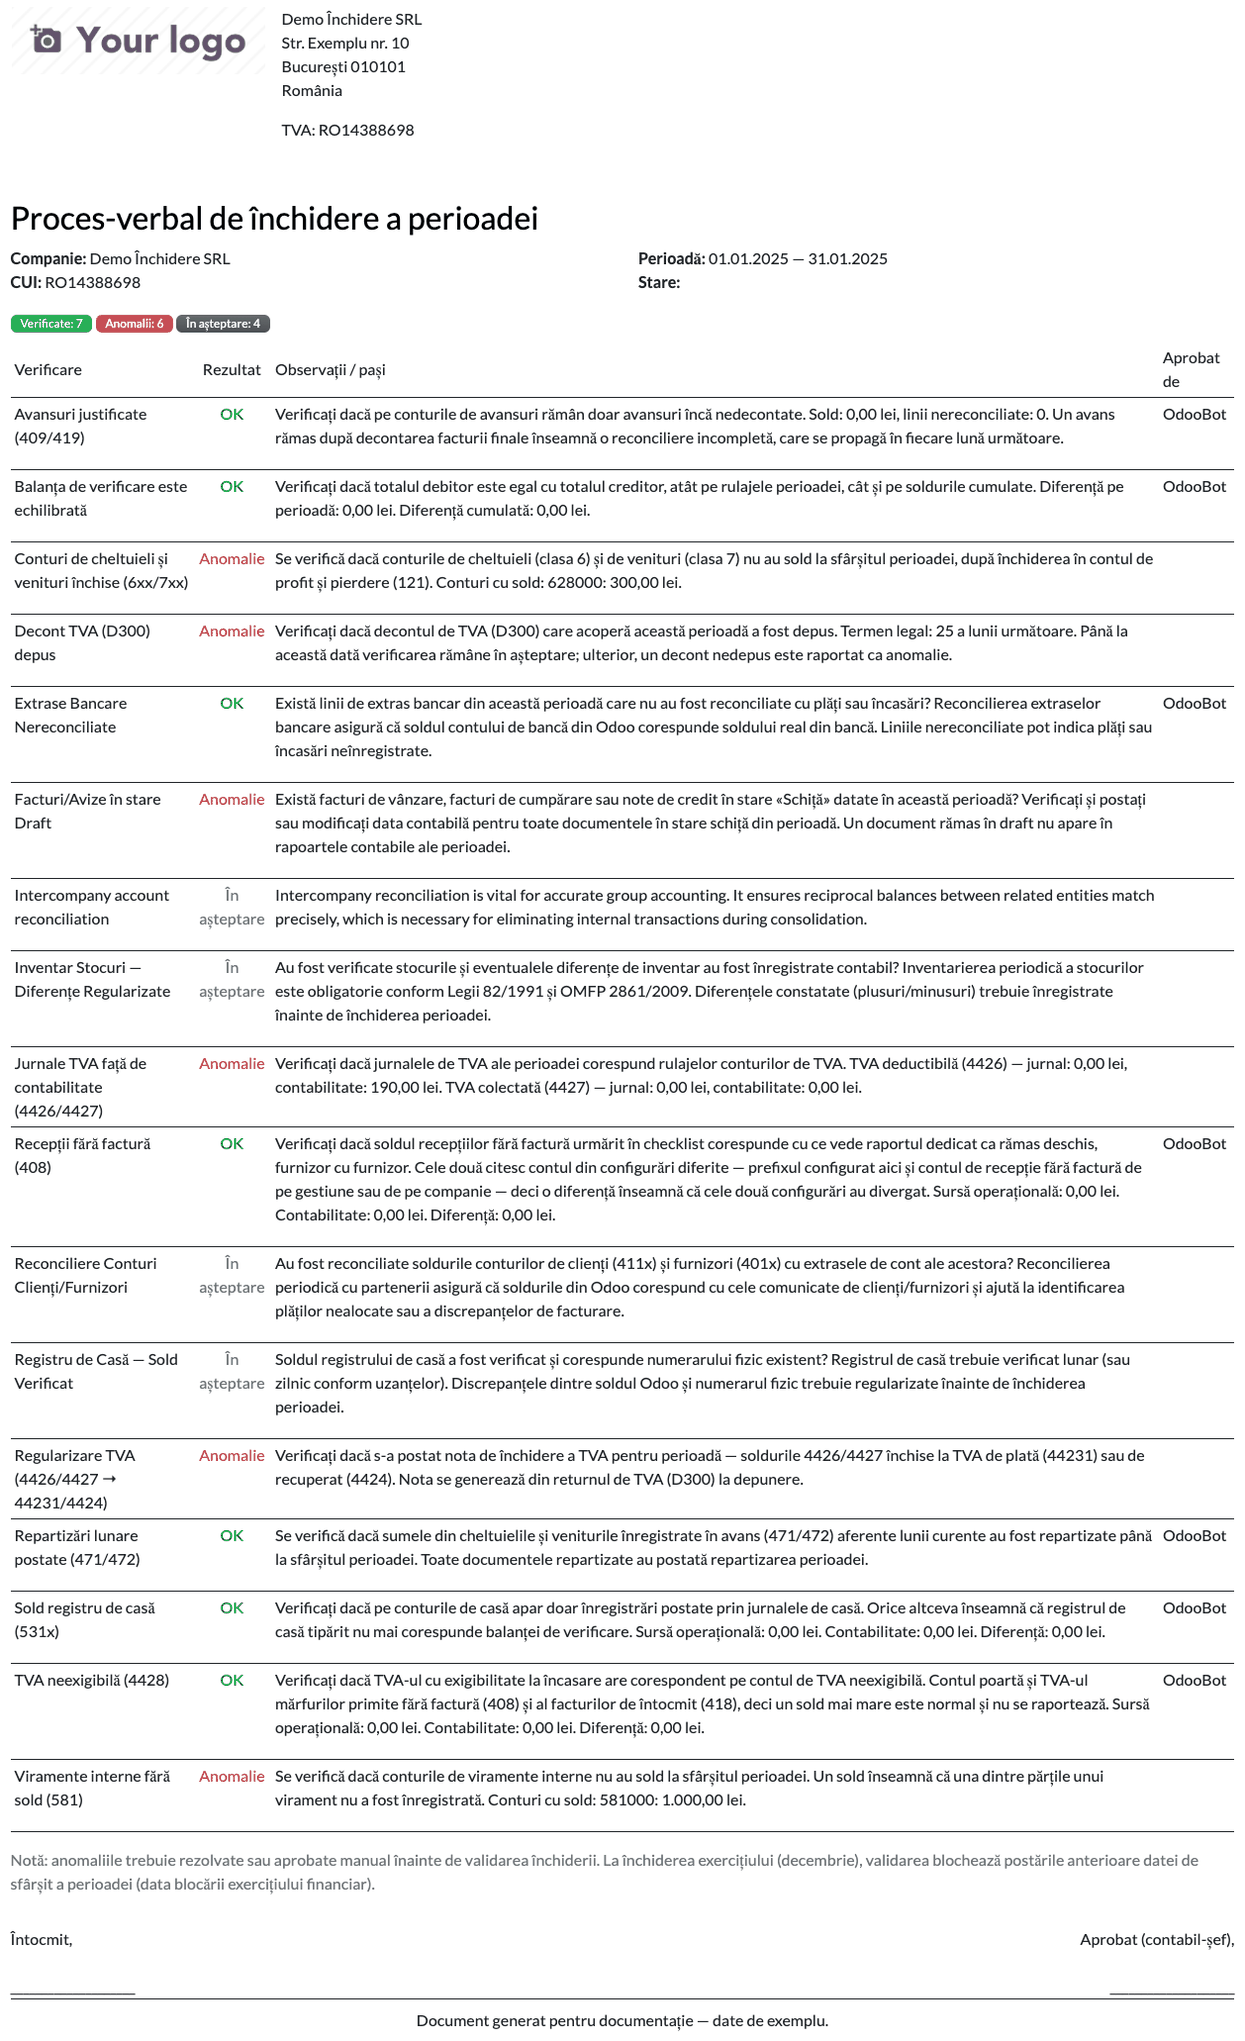 Your logo
Demo Închidere SRL
Str. Exemplu nr. 10
București 010101
România
TVA: RO14388698
Proces-verbal de închidere a perioadei
Companie: Demo Închidere SRL
CUI: RO14388698
Perioadă: 01.01.2025 — 31.01.2025
Stare:
Verificate: 7 Anomalii: 6 În așteptare: 4
Verificare Rezultat Observații / pași Aprobat
de
Avansuri justificate
(409/419)
OK
Verificați dacă pe conturile de avansuri rămân doar avansuri încă nedecontate. Sold: 0,00 lei, linii nereconciliate: 0. Un avans
rămas după decontarea facturii finale înseamnă o reconciliere incompletă, care se propagă în fiecare lună următoare.
OdooBot
Balanța de verificare este
echilibrată
OK
Verificați dacă totalul debitor este egal cu totalul creditor, atât pe rulajele perioadei, cât și pe soldurile cumulate. Diferență pe
perioadă: 0,00 lei. Diferență cumulată: 0,00 lei.
OdooBot
Conturi de cheltuieli și
venituri închise (6xx/7xx)
Anomalie
Se verifică dacă conturile de cheltuieli (clasa 6) și de venituri (clasa 7) nu au sold la sfârșitul perioadei, după închiderea în contul de
profit și pierdere (121). Conturi cu sold: 628000: 300,00 lei.
Decont TVA (D300)
depus
Anomalie
Verificați dacă decontul de TVA (D300) care acoperă această perioadă a fost depus. Termen legal: 25 a lunii următoare. Până la
această dată verificarea rămâne în așteptare; ulterior, un decont nedepus este raportat ca anomalie.
Extrase Bancare
Nereconciliate
OK
Există linii de extras bancar din această perioadă care nu au fost reconciliate cu plăți sau încasări? Reconcilierea extraselor
bancare asigură că soldul contului de bancă din Odoo corespunde soldului real din bancă. Liniile nereconciliate pot indica plăți sau
încasări neînregistrate.
OdooBot
Facturi/Avize în stare
Draft
Anomalie
Există facturi de vânzare, facturi de cumpărare sau note de credit în stare «Schiță» datate în această perioadă? Verificați și postați
sau modificați data contabilă pentru toate documentele în stare schiță din perioadă. Un document rămas în draft nu apare în
rapoartele contabile ale perioadei.
Intercompany account
reconciliation
În
așteptare
Intercompany reconciliation is vital for accurate group accounting. It ensures reciprocal balances between related entities match
precisely, which is necessary for eliminating internal transactions during consolidation.
Inventar Stocuri —
Diferențe Regularizate
În
așteptare
Au fost verificate stocurile și eventualele diferențe de inventar au fost înregistrate contabil? Inventarierea periodică a stocurilor
este obligatorie conform Legii 82/1991 și OMFP 2861/2009. Diferențele constatate (plusuri/minusuri) trebuie înregistrate
înainte de închiderea perioadei.
Jurnale TVA față de
contabilitate
(4426/4427)
Anomalie
Verificați dacă jurnalele de TVA ale perioadei corespund rulajelor conturilor de TVA. TVA deductibilă (4426) — jurnal: 0,00 lei,
contabilitate: 190,00 lei. TVA colectată (4427) — jurnal: 0,00 lei, contabilitate: 0,00 lei.
Recepții fără factură
(408)
OK
Verificați dacă soldul recepțiilor fără factură urmărit în checklist corespunde cu ce vede raportul dedicat ca rămas deschis,
furnizor cu furnizor. Cele două citesc contul din configurări diferite — prefixul configurat aici și contul de recepție fără factură de
pe gestiune sau de pe companie — deci o diferență înseamnă că cele două configurări au divergat. Sursă operațională: 0,00 lei.
Contabilitate: 0,00 lei. Diferență: 0,00 lei.
OdooBot
Reconciliere Conturi
Clienți/Furnizori
În
așteptare
Au fost reconciliate soldurile conturilor de clienți (411x) și furnizori (401x) cu extrasele de cont ale acestora? Reconcilierea
periodică cu partenerii asigură că soldurile din Odoo corespund cu cele comunicate de clienți/furnizori și ajută la identificarea
plăților nealocate sau a discrepanțelor de facturare.
Registru de Casă — Sold
Verificat
În
așteptare
Soldul registrului de casă a fost verificat și corespunde numerarului fizic existent? Registrul de casă trebuie verificat lunar (sau
zilnic conform uzanțelor). Discrepanțele dintre soldul Odoo și numerarul fizic trebuie regularizate înainte de închiderea
perioadei.
Regularizare TVA
(4426/4427 →
44231/4424)
Anomalie
Verificați dacă s-a postat nota de închidere a TVA pentru perioadă — soldurile 4426/4427 închise la TVA de plată (44231) sau de
recuperat (4424). Nota se generează din returnul de TVA (D300) la depunere.
Repartizări lunare
postate (471/472)
OK
Se verifică dacă sumele din cheltuielile și veniturile înregistrate în avans (471/472) aferente lunii curente au fost repartizate până
la sfârșitul perioadei. Toate documentele repartizate au postată repartizarea perioadei.
OdooBot
Sold registru de casă
(531x)
OK
Verificați dacă pe conturile de casă apar doar înregistrări postate prin jurnalele de casă. Orice altceva înseamnă că registrul de
casă tipărit nu mai corespunde balanței de verificare. Sursă operațională: 0,00 lei. Contabilitate: 0,00 lei. Diferență: 0,00 lei.
OdooBot
TVA neexigibilă (4428)
OK
Verificați dacă TVA-ul cu exigibilitate la încasare are corespondent pe contul de TVA neexigibilă. Contul poartă și TVA-ul
mărfurilor primite fără factură (408) și al facturilor de întocmit (418), deci un sold mai mare este normal și nu se raportează. Sursă
operațională: 0,00 lei. Contabilitate: 0,00 lei. Diferență: 0,00 lei.
OdooBot
Viramente interne fără
sold (581)
Anomalie
Se verifică dacă conturile de viramente interne nu au sold la sfârșitul perioadei. Un sold înseamnă că una dintre părțile unui
virament nu a fost înregistrată. Conturi cu sold: 581000: 1.000,00 lei.
Notă: anomaliile trebuie rezolvate sau aprobate manual înainte de validarea închiderii. La închiderea exercițiului (decembrie), validarea blochează postările anterioare datei de
sfârșit a perioadei (data blocării exercițiului financiar).
Întocmit,
Aprobat (contabil-șef),
Document generat pentru documentație — date de exemplu.